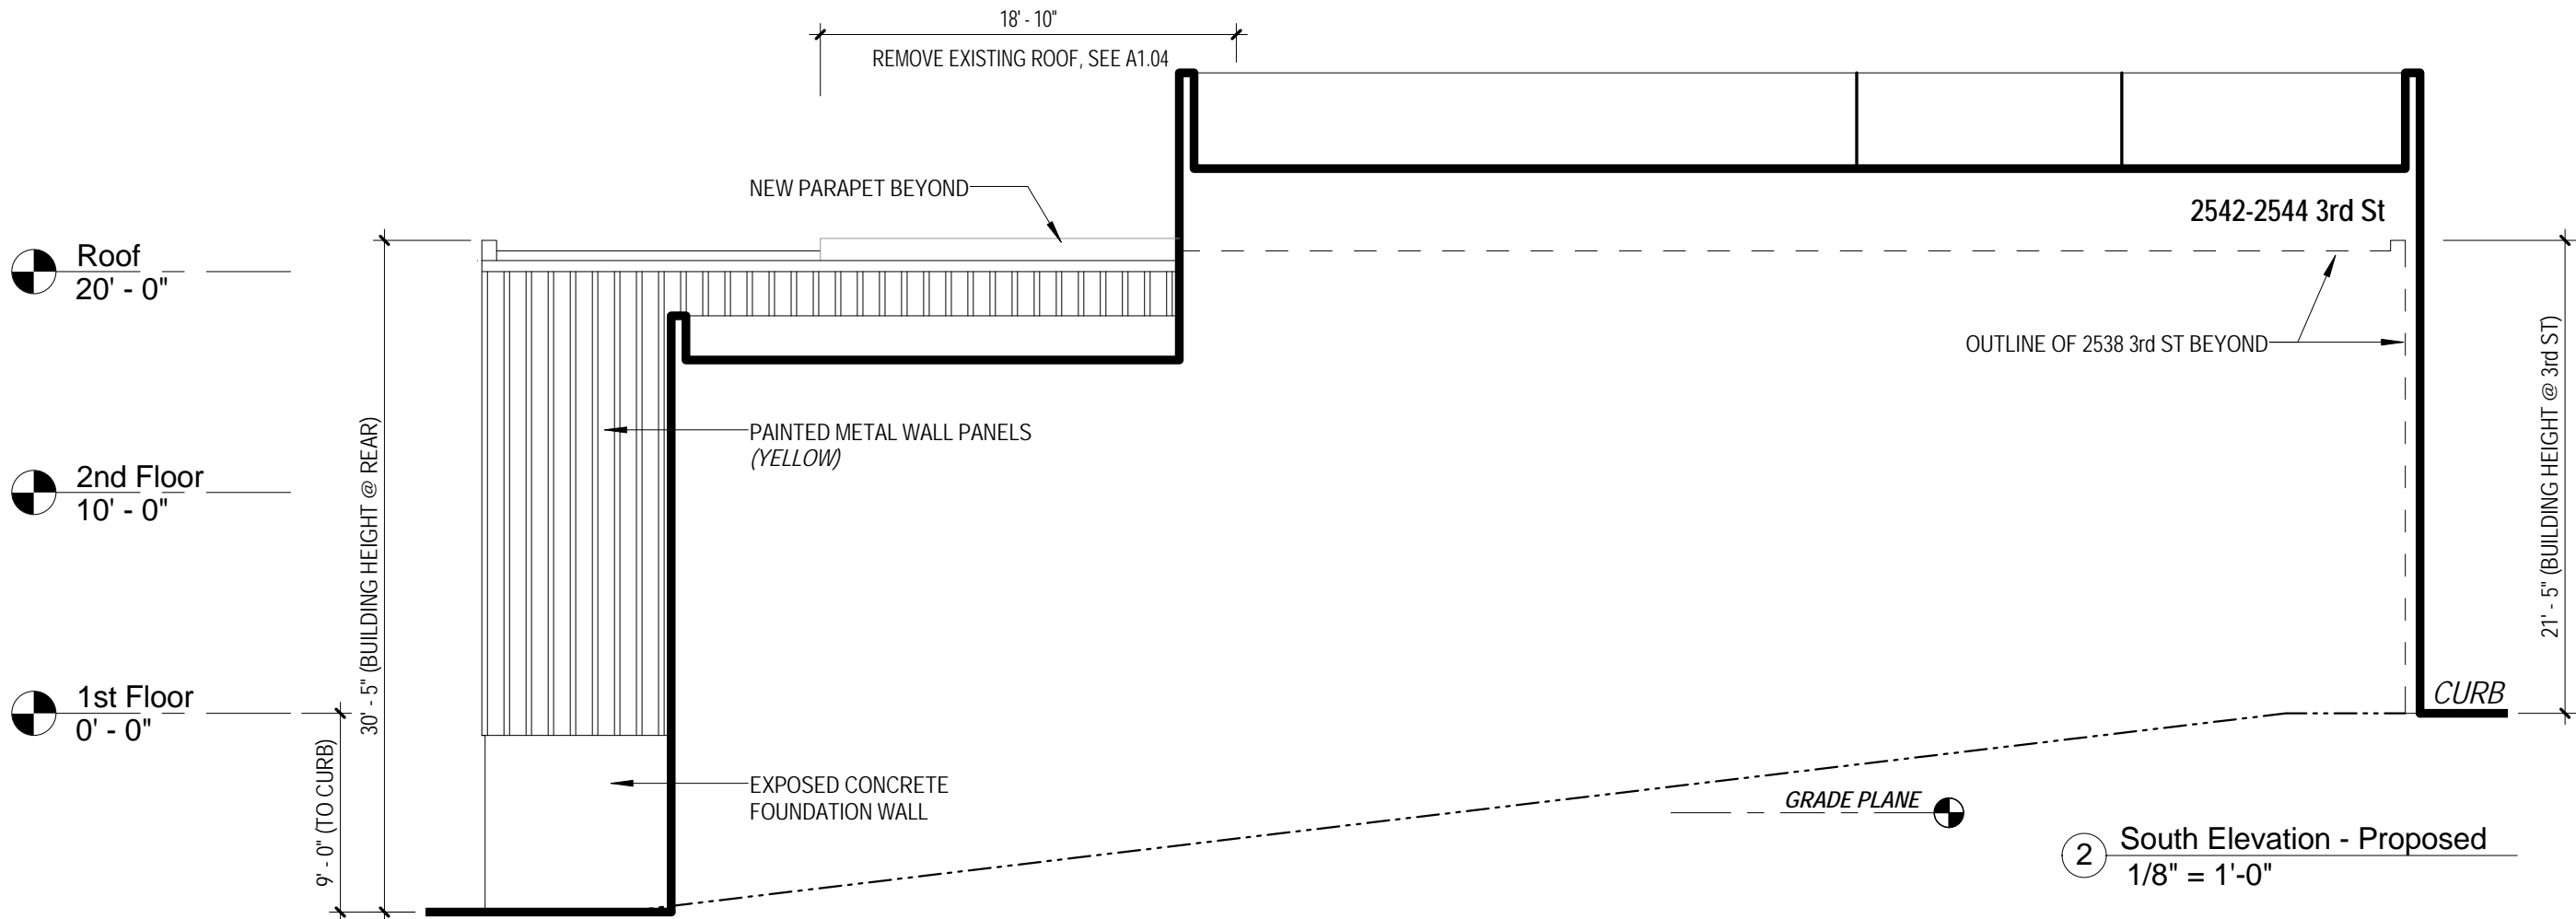 18' - 10"
REMOVE EXISTING ROOF, SEE A1.04
NEW PARAPET BEYOND
2542-2544 3rd St
Roof
20' - 0"
OUTLINE OF 2538 3rd ST BEYOND
PAINTED METAL WALL PANELS
(YELLOW)
2nd Floor
10' - 0"
30' - 5" (BUILDING HEIGHT @ REAR)
21' - 5" (BUILDING HEIGHT @ 3rd ST)
1st Floor
0' - 0"
CURB
9' - 0" (TO CURB)
EXPOSED CONCRETE
FOUNDATION WALL
GRADE PLANE
2 South Elevation - Proposed
1/8" = 1'-0"